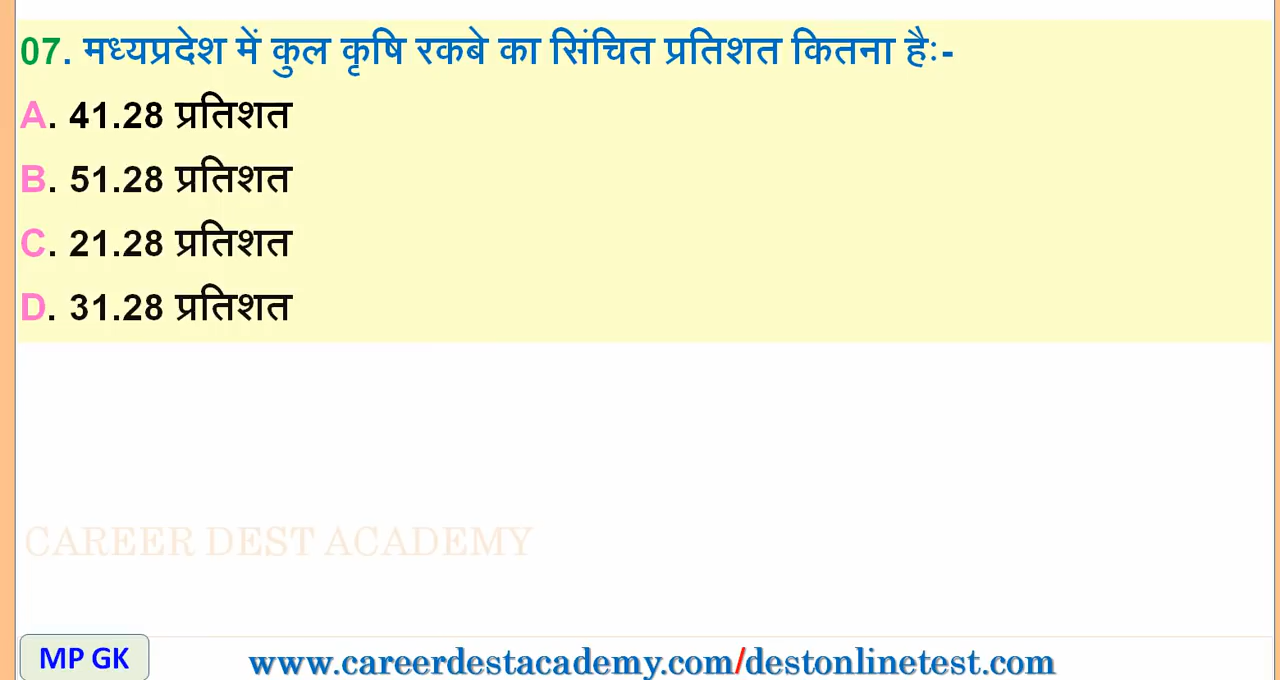 07. मध्यप्रदेश में कुल कृषि रकबे का सिंचित प्रतिशत कितना है:-
A. 41.28 प्रतिशत
B. 51.28 प्रतिशत
C. 21.28 प्रतिशत
D. 31.28 प्रतिशत
CAREER DEST ACADEMY
MP GK
www.careerdestacademy.com/destonlinetest.com